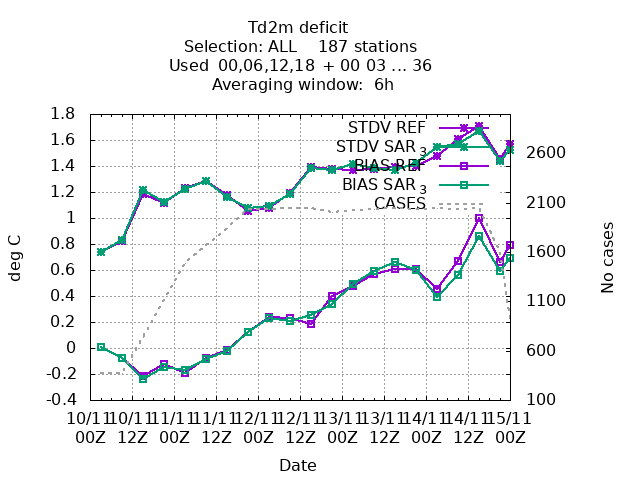 Td2m deficit
Selection: ALL 187 stations
Used 00,06,12,18 + 00 03 ... 36
Averaging window: 6h
STDV REF
STDV SAR 3
BIAS REF
BIAS SAR 3
CASES
1.8
1.6
1.4
1.2
1
0.8
0.6
0.4
0.2
0
-0.2
-0.4
deg C
2600
2100
1600
1100
600
100
No cases
10/11 10/11 11/11 11/11 12/11 12/11 13/11 13/11 14/11 14/11 15/11
00Z 12Z 00Z 12Z 00Z 12Z 00Z 12Z 00Z 12Z 00Z
Date